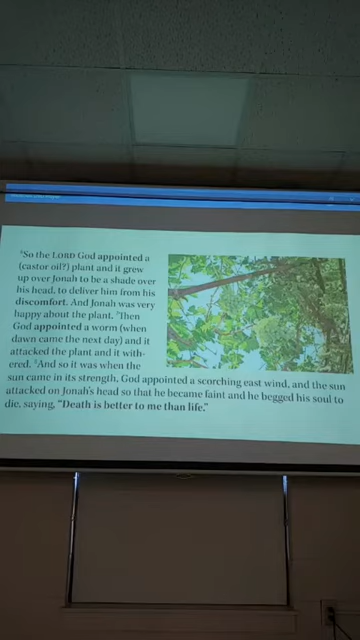 ⁶So the LORD God appointed a
(castor oil?) plant and it grew
up over Jonah to be a shade over
his head, to deliver him from his
discomfort. And Jonah was very
happy about the plant. ⁷Then
God appointed a worm (when
dawn came the next day) and it
attacked the plant and it with-
ered. ⁸And so it was when the
sun came in its strength, God appointed a scorching east wind, and the sun
attacked on Jonah's head so that he became faint and he begged his soul to
die, saying, "Death is better to me than life."